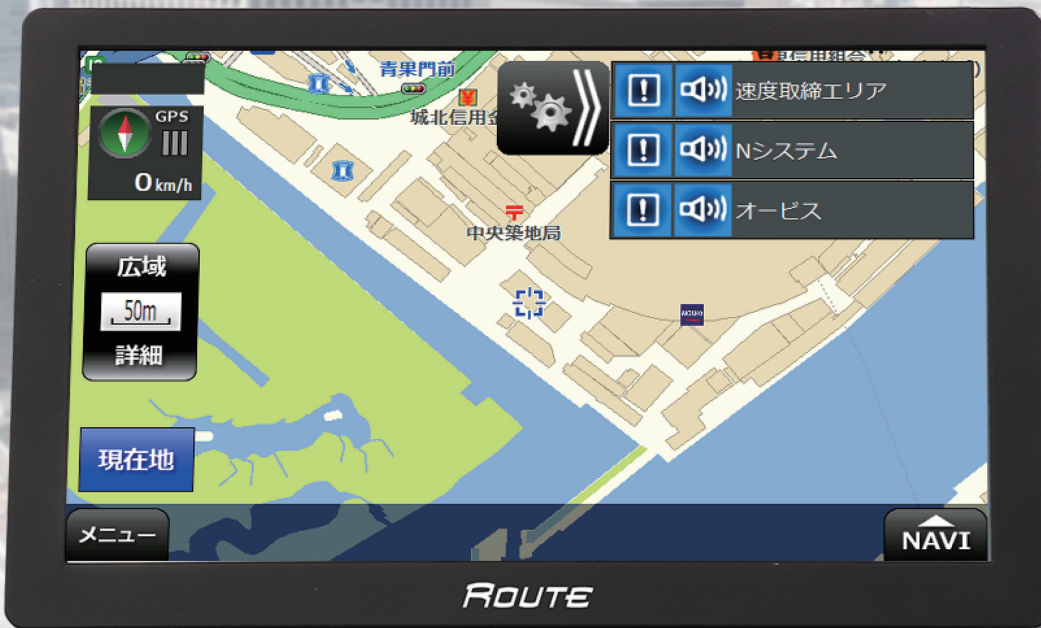 青果門前
城北信用金
GPS
0 km/h
速度取締エリア
Nシステム
オービス
中央築地局
広域
50m
詳細
現在地
メニュー
NAVI
ROUTE